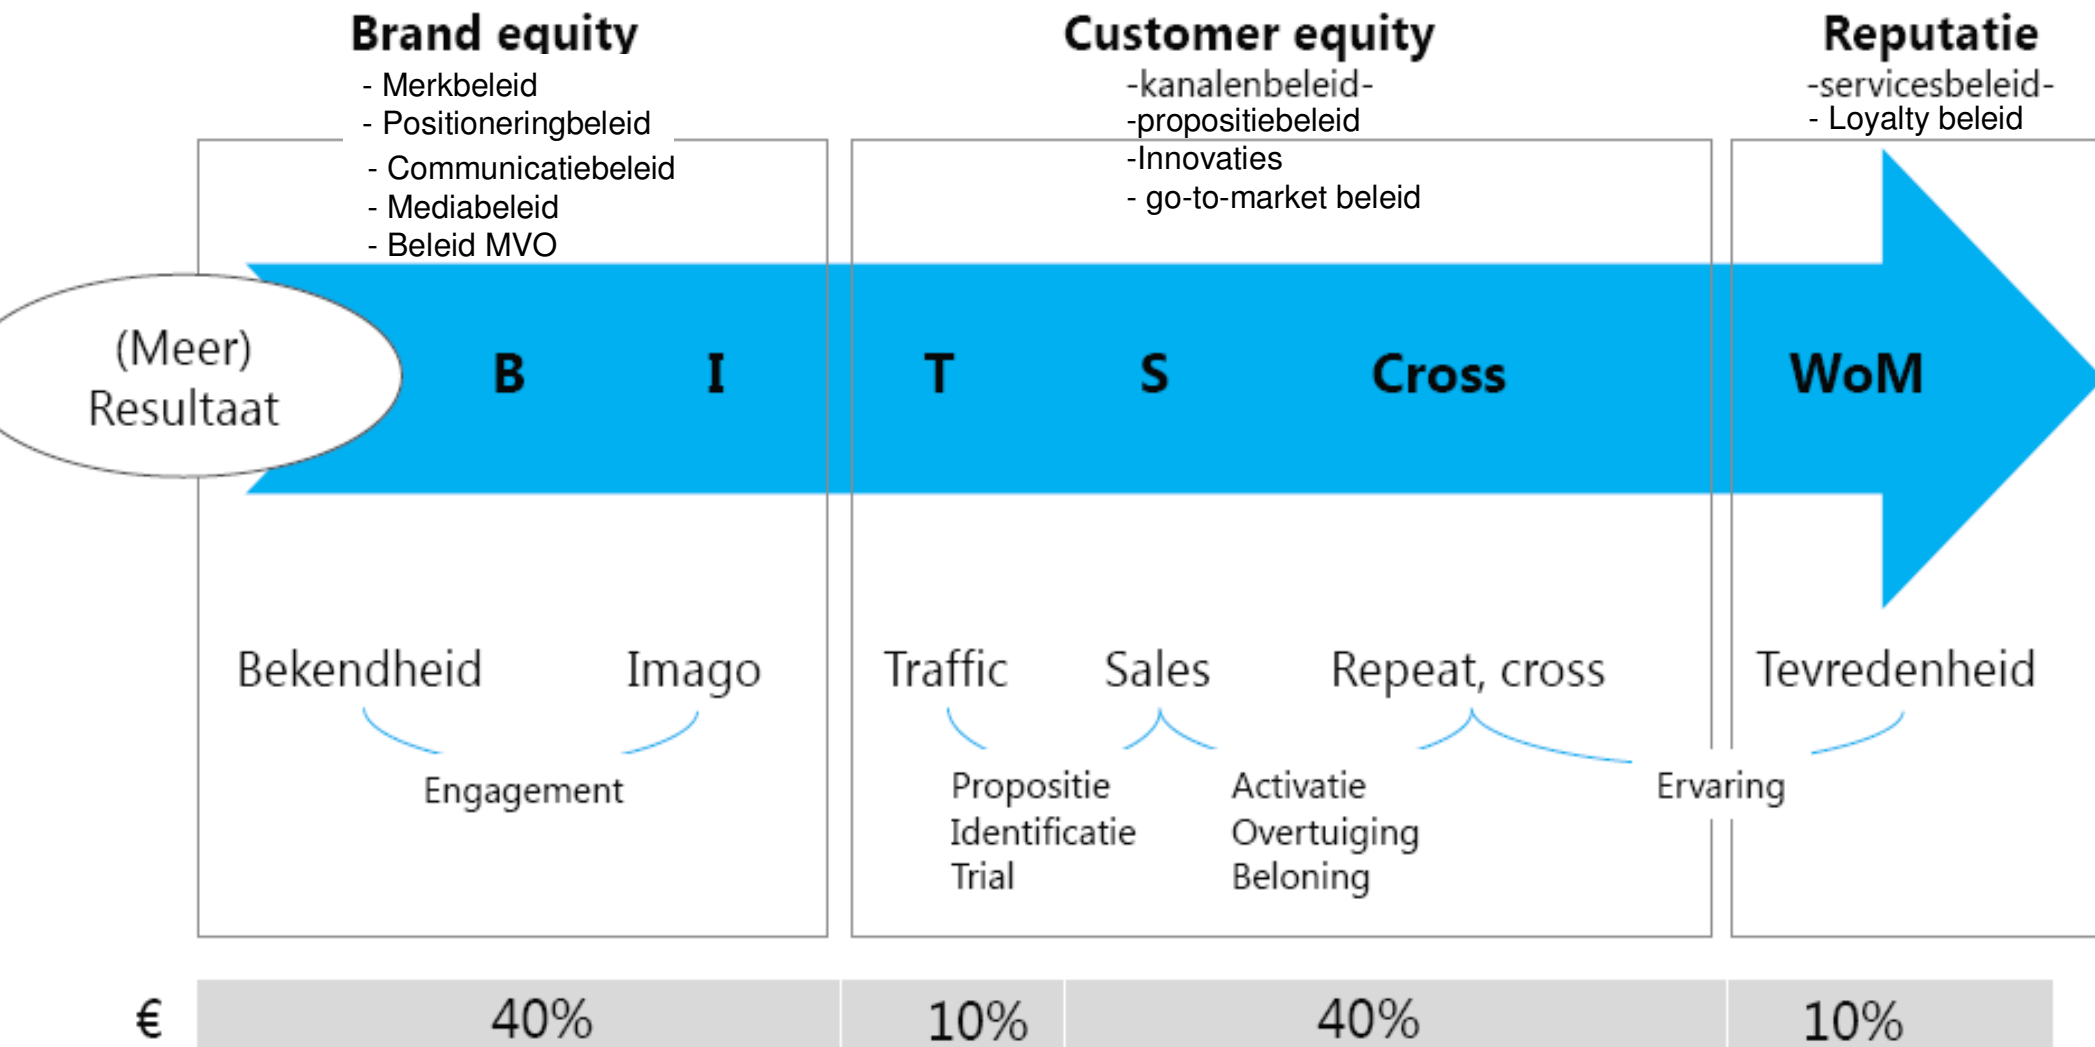 Brand equity
- Merkbeleid
- Positioneringbeleid
- Communicatiebeleid
- Mediabeleid
- Beleid MVO
Customer equity
-kanalenbeleid-
-propositiebeleid
-Innovaties
- go-to-market beleid
Reputatie
-servicesbeleid-
- Loyalty beleid
(Meer)
Resultaat
B I T S Cross WoM
Bekendheid Imago Traffic Sales Repeat, cross Tevredenheid
Engagement
Propositie
Identificatie
Trial
Activatie
Overtuiging
Beloning
Ervaring
€ 40% 10% 40% 10%